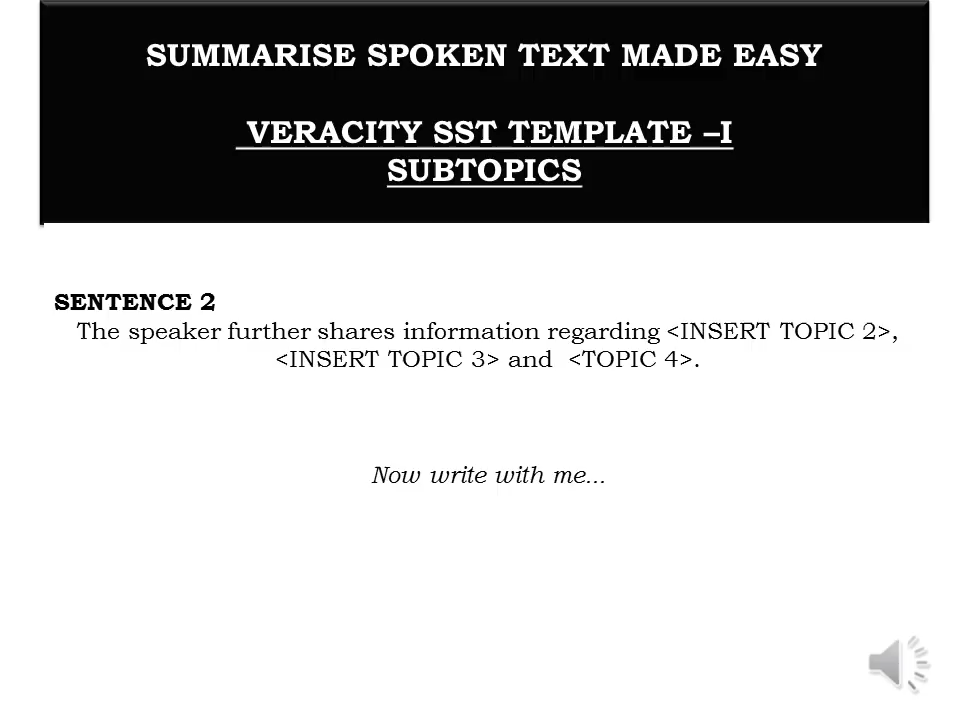 SUMMARISE SPOKEN TEXT MADE EASY
VERACITY SST TEMPLATE –I
SUBTOPICS
SENTENCE 2
The speaker further shares information regarding <INSERT TOPIC 2>,
<INSERT TOPIC 3> and <TOPIC 4>.
Now write with me...